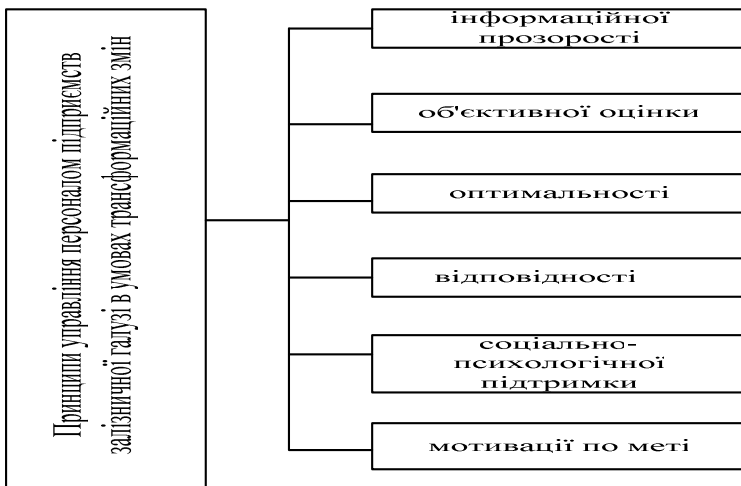 Принципи управління персоналом підприємств
залізничної галузі в умовах трансформаційних змін
інформаційної
прозорості
об'єктивної оцінки
оптимальності
відповідності
соціально-
психологічної
підтримки
мотивації по меті